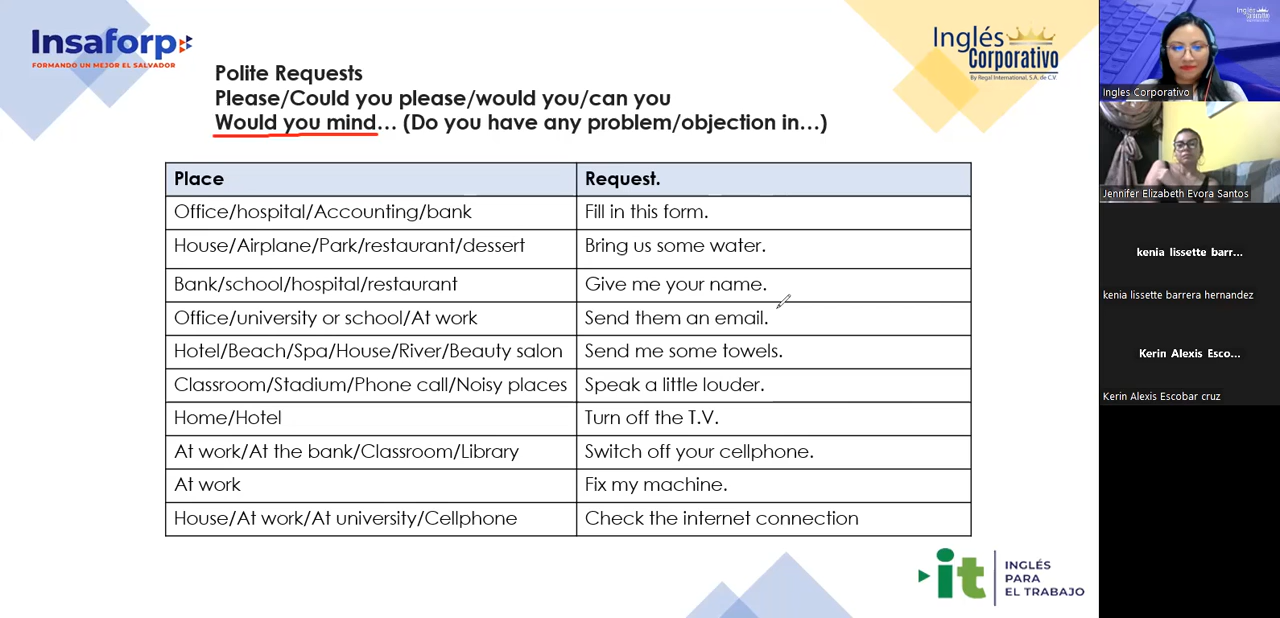 Insaforp
FORMANDO UN MEJOR EL SALVADOR
Inglés
Corporativo
By Regal International, S.A. de C.V.
Polite Requests
Please/Could you please/would you/can you
Would you mind... (Do you have any problem/objection in...)
Place Request.
Office/hospital/Accounting/bank Fill in this form.
House/Airplane/Park/restaurant/dessert Bring us some water.
Bank/school/hospital/restaurant Give me your name.
Office/university or school/At work Send them an email.
Hotel/Beach/Spa/House/River/Beauty salon Send me some towels.
Classroom/Stadium/Phone call/Noisy places Speak a little louder.
Home/Hotel Turn off the T.V.
At work/At the bank/Classroom/Library Switch off your cellphone.
At work Fix my machine.
House/At work/At university/Cellphone Check the internet connection
it
INGLÉS
PARA
EL TRABAJO
Inglés
Ingles Corporativo
Jennifer Elizabeth Evora Santos
kenia lissette barr...
kenia lissette barrera hernandez
Kerin Alexis Esco...
Kerin Alexis Escobar cruz